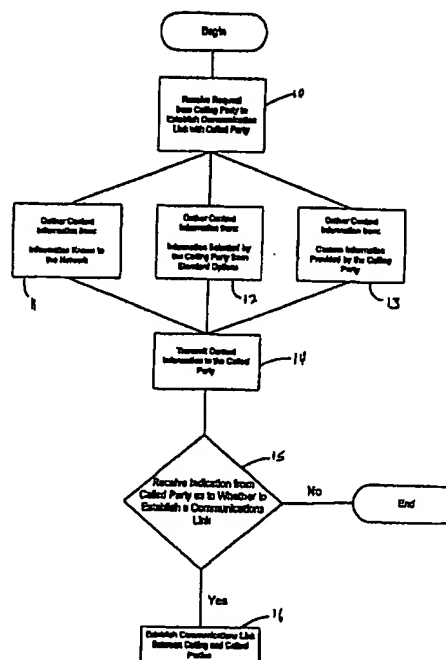 Begin
Receive Request
from Calling Party to
Establish Communication
Link with Called Party
10
Gather Context
Information from:
Information Known to
the Network
11
Gather Context
Information from:
Information Selected by
the Calling Party from
Standard Options
12
Gather Context
Information from:
Custom Information
Provided by the Calling
Party
13
Transmit Context
Information to the Called
Party
14
Receive Indication from
Called Party as to Whether to
Establish a Communications
Link
15
No
End
Yes
16
Establish Communications Link
Between Calling and Called
Parties